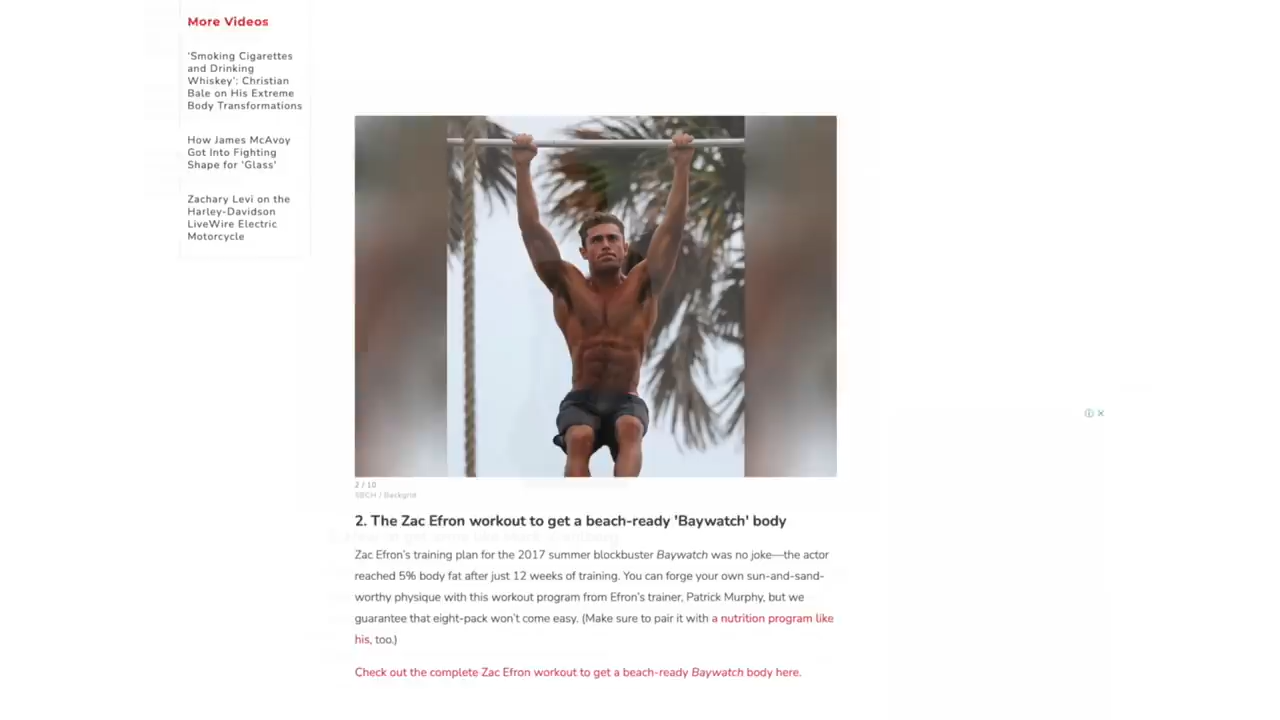 More Videos
‘Smoking Cigarettes
and Drinking
Whiskey’: Christian
Bale on His Extreme
Body Transformations
How James McAvoy
Got Into Fighting
Shape for 'Glass'
Zachary Levi on the
Harley-Davidson
LiveWire Electric
Motorcycle
2 / 10
2. The Zac Efron workout to get a beach-ready 'Baywatch' body
Zac Efron’s training plan for the 2017 summer blockbuster Baywatch was no joke—the actor
reached 5% body fat after just 12 weeks of training. You can forge your own sun-and-sand-
worthy physique with this workout program from Efron’s trainer, Patrick Murphy, but we
guarantee that eight-pack won’t come easy. (Make sure to pair it with a nutrition program like
his, too.)
Check out the complete Zac Efron workout to get a beach-ready Baywatch body here.